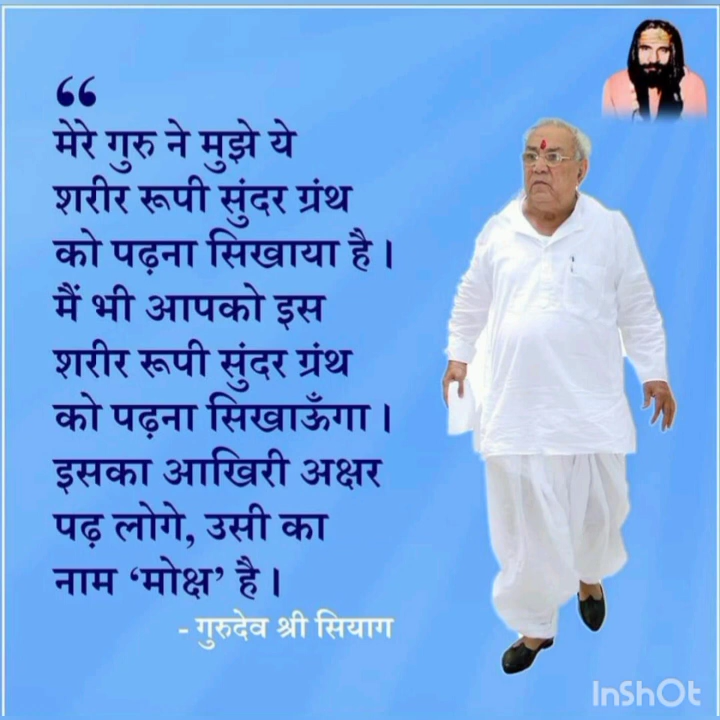 “
मेरे गुरु ने मुझे ये
शरीर रूपी सुंदर ग्रंथ
को पढ़ना सिखाया है।
मैं भी आपको इस
शरीर रूपी सुंदर ग्रंथ
को पढ़ना सिखाऊँगा।
इसका आखिरी अक्षर
पढ़ लोगे, उसी का
नाम ‘मोक्ष’ है।
- गुरुदेव श्री सियाग
InShOt